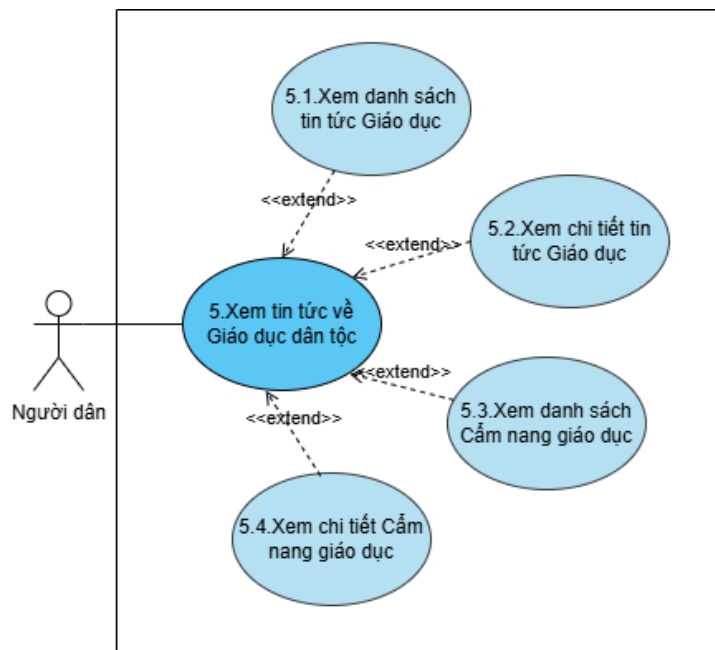 5.1.Xem danh sách
tin tức Giáo dục
<<extend>>
5.2.Xem chi tiết tin
tức Giáo dục
<<extend>>
5.Xem tin tức về
Giáo dục dân tộc
Người dân
<<extend>>
5.3.Xem danh sách
Cẩm nang giáo dục
<<extend>>
5.4.Xem chi tiết Cẩm
nang giáo dục